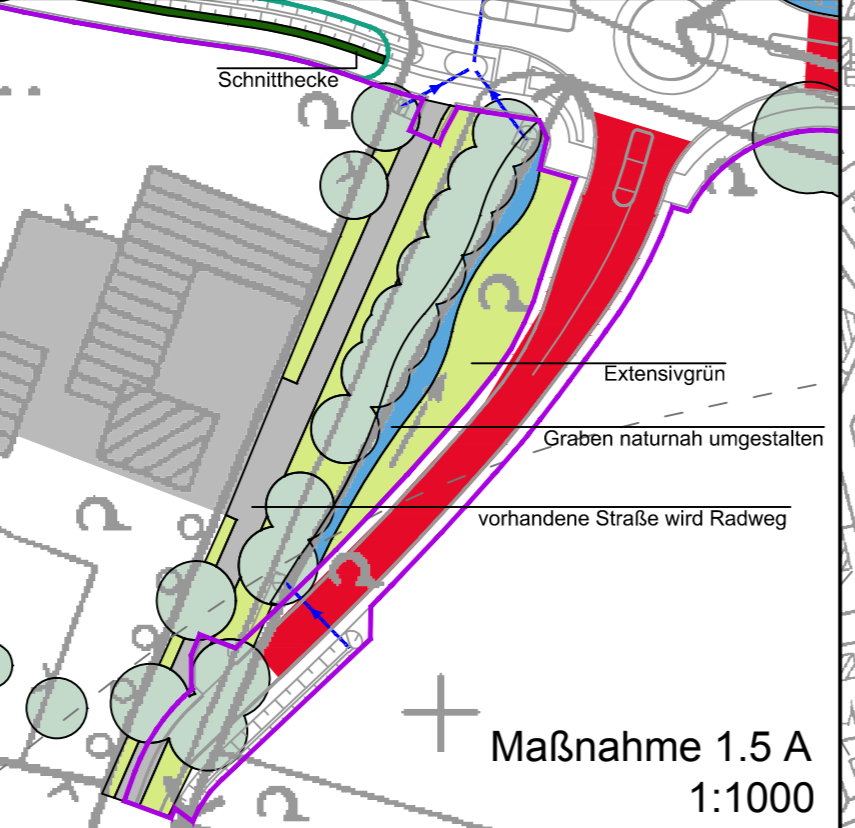 Schnitthecke
Extensivgrün
Graben naturnah umgestalten
vorhandene Straße wird Radweg
Maßnahme 1.5 A
1:1000